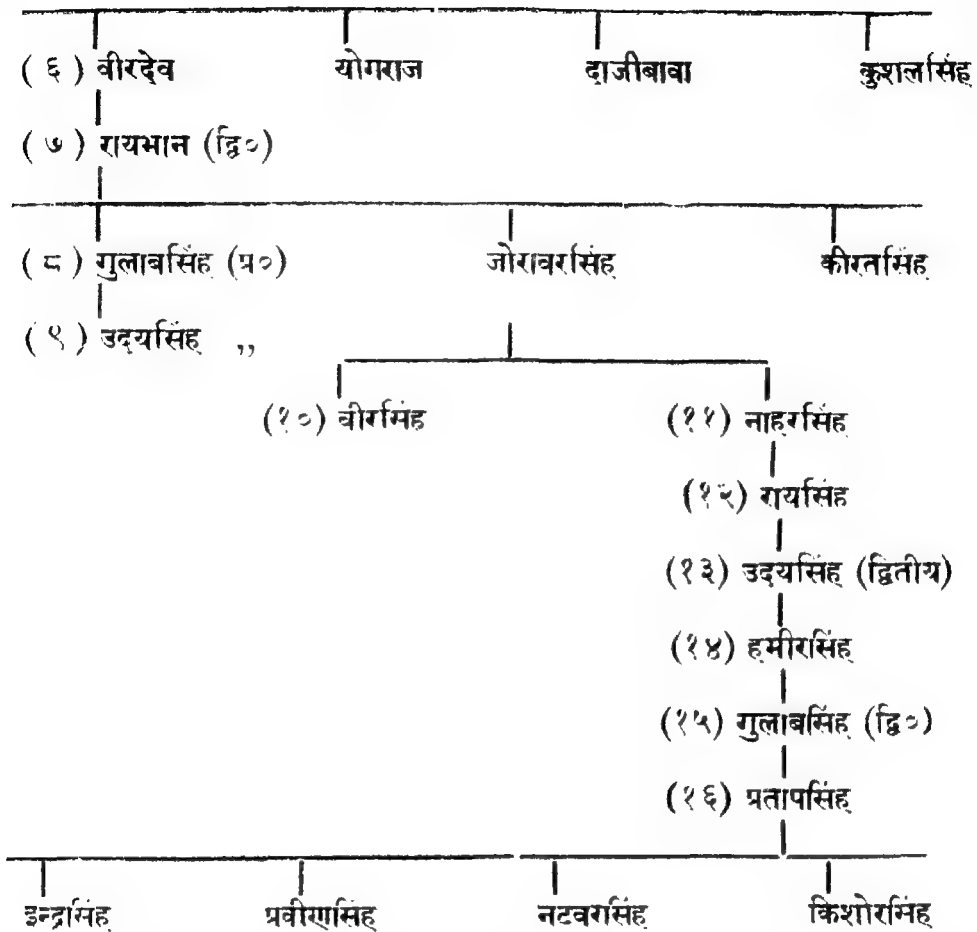 ( ६ ) वीरदेव योगराज दाजीबावा कुशलसिंह
( ७ ) रायभान (द्वि०)
( ८ ) गुलाबसिंह (प्र०) जोरावरसिंह कीरतसिंह
( ९ ) उदयसिंह ,,
(१०) वीरसिंह (११) नाहरसिंह
(१२) रायसिंह
(१३) उदयसिंह (द्वितीय)
(१४) हमीरसिंह
(१५) गुलाबसिंह (द्वि०)
(१६) प्रतापसिंह
इन्द्रसिंह प्रवीणसिंह नटवरसिंह किशोरसिंह